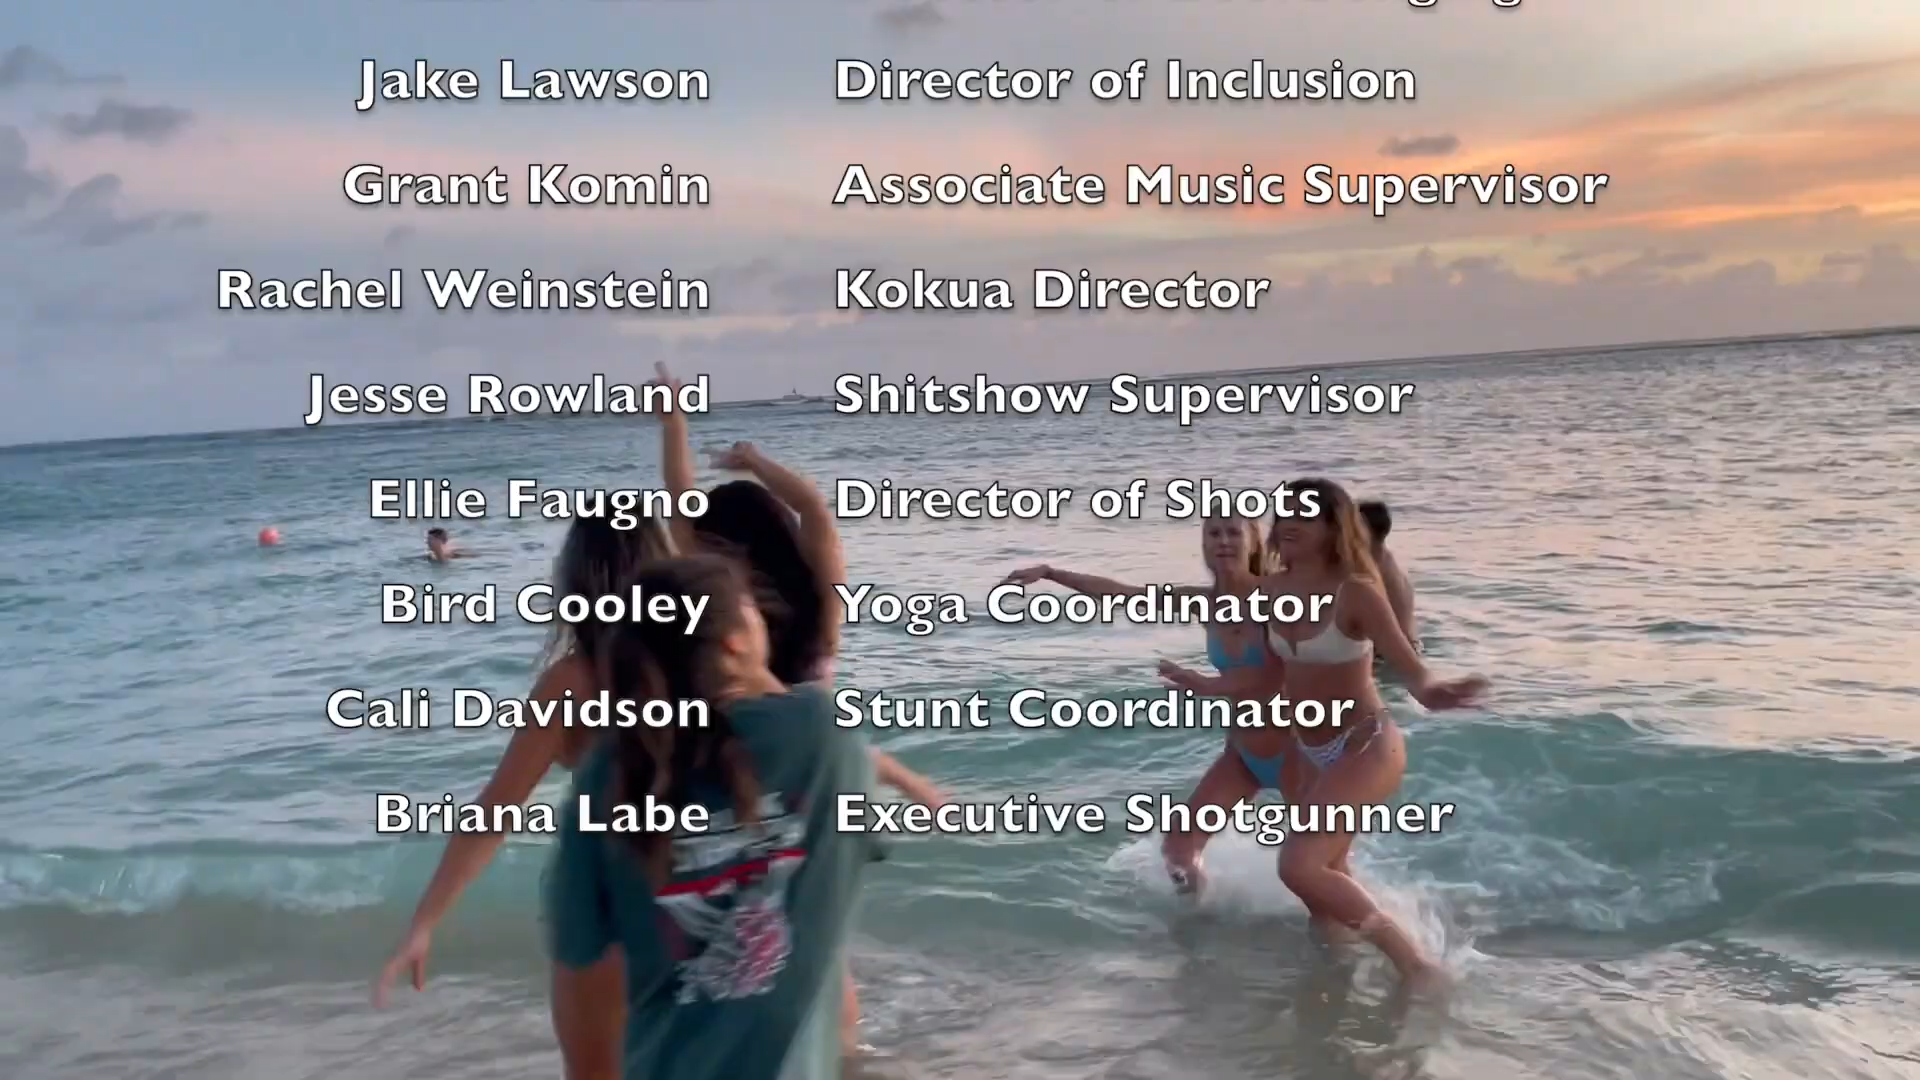 Jake Lawson Director of Inclusion
Grant Komin Associate Music Supervisor
Rachel Weinstein Kokua Director
Jesse Rowland Shitshow Supervisor
Ellie Faugno Director of Shots
Bird Cooley Yoga Coordinator
Cali Davidson Stunt Coordinator
Briana Labe Executive Shotgunner